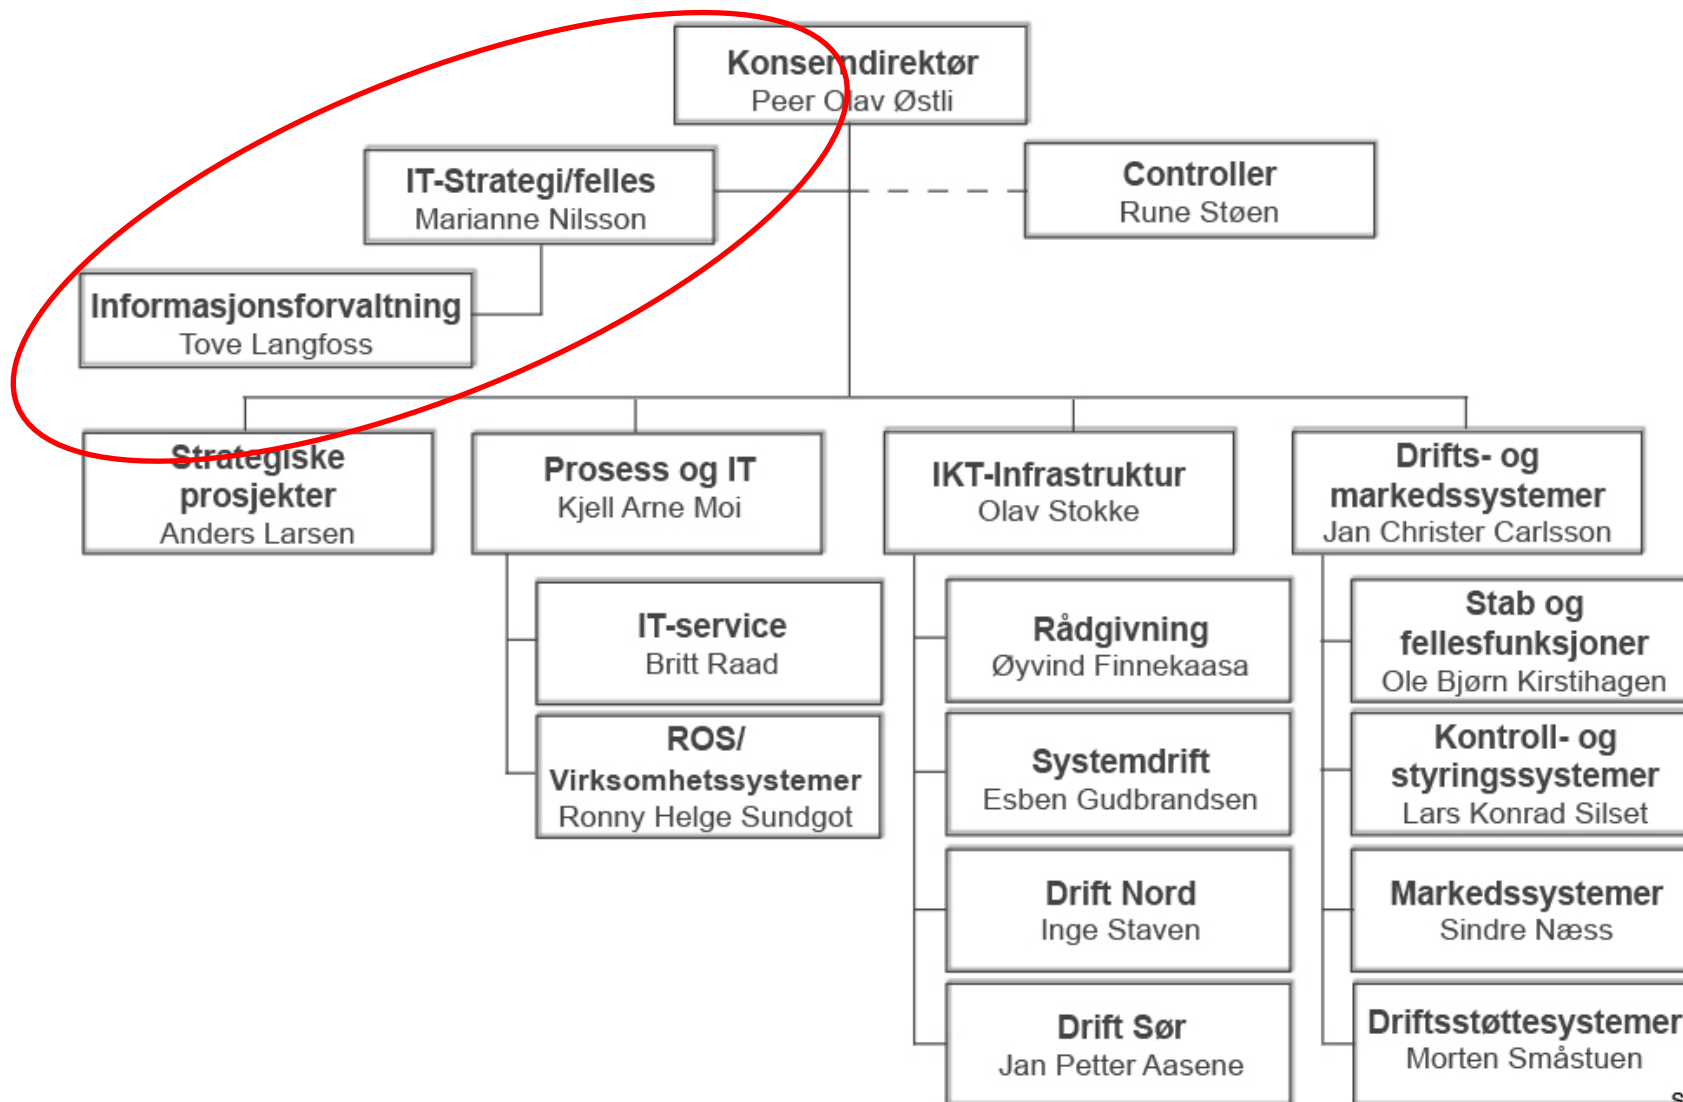 Konserndirektør
Peer Olav Østli
IT-Strategi/felles
Marianne Nilsson
Controller
Rune Støen
Informasjonsforvaltning
Tove Langfoss
Strategiske
prosjekter
Anders Larsen
Prosess og IT
Kjell Arne Moi
IKT-Infrastruktur
Olav Stokke
Drifts- og
markedssystemer
Jan Christer Carlsson
IT-service
Britt Raad
ROS/
Virksomhetssystemer
Ronny Helge Sundgot
Rådgivning
Øyvind Finnekaasa
Systemdrift
Esben Gudbrandsen
Drift Nord
Inge Staven
Drift Sør
Jan Petter Aasene
Stab og
fellesfunksjoner
Ole Bjørn Kirstihagen
Kontroll- og
styringssystemer
Lars Konrad Silset
Markedssystemer
Sindre Næss
Driftsstøttesystemer
Morten Småstuen